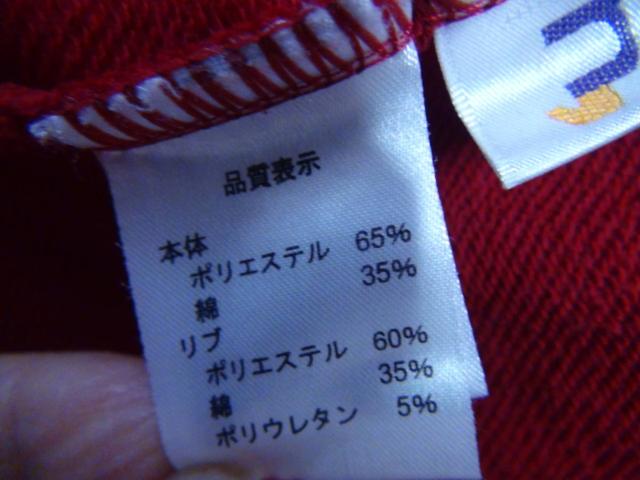 品質表示
本体
ポリエステル 65%
綿 35%
リブ
ポリエステル 60%
綿 35%
ポリウレタン 5%